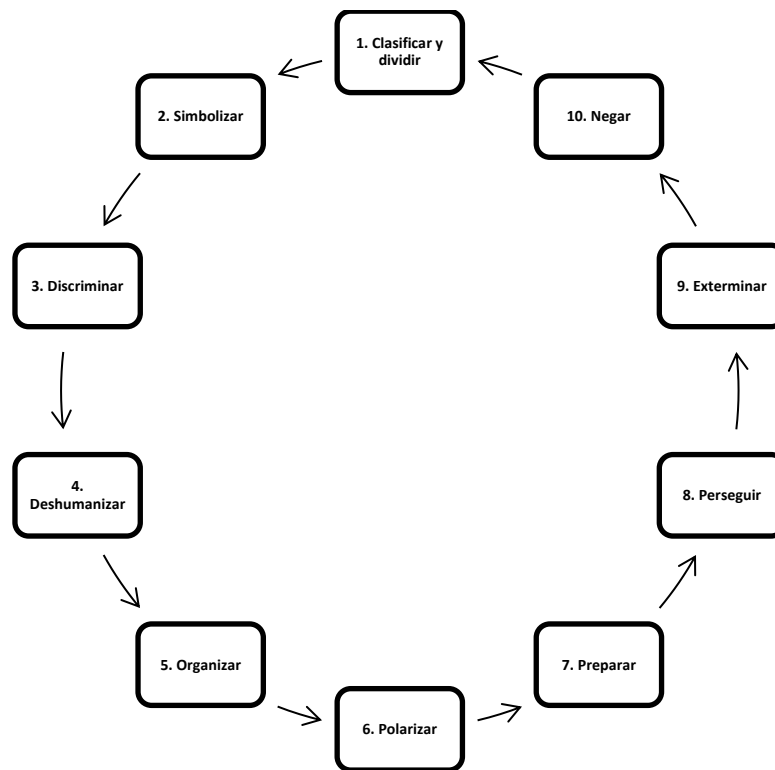 1. Clasificar y
dividir
2. Simbolizar
3. Discriminar
4.
Deshumanizar
5. Organizar
6. Polarizar
7. Preparar
8. Perseguir
9. Exterminar
10. Negar